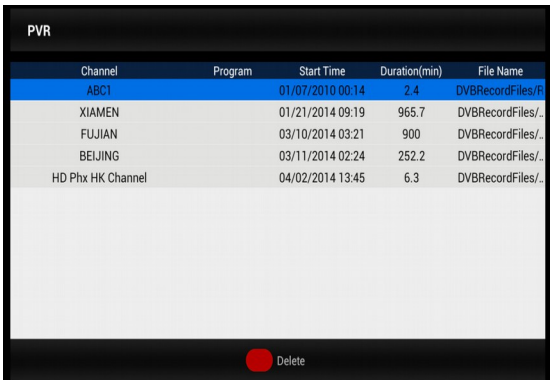 PVR
Channel Program Start Time Duration(min) File Name
ABC1 01/07/2010 00:14 2.4 DVBRecordFiles/R
XIAMEN 01/21/2014 09:19 965.7 DVBRecordFiles/..
FUJIAN 03/10/2014 03:21 900 DVBRecordFiles/..
BEIJING 03/11/2014 02:24 252.2 DVBRecordFiles/..
HD Phx HK Channel 04/02/2014 13:45 6.3 DVBRecordFiles/..
Delete